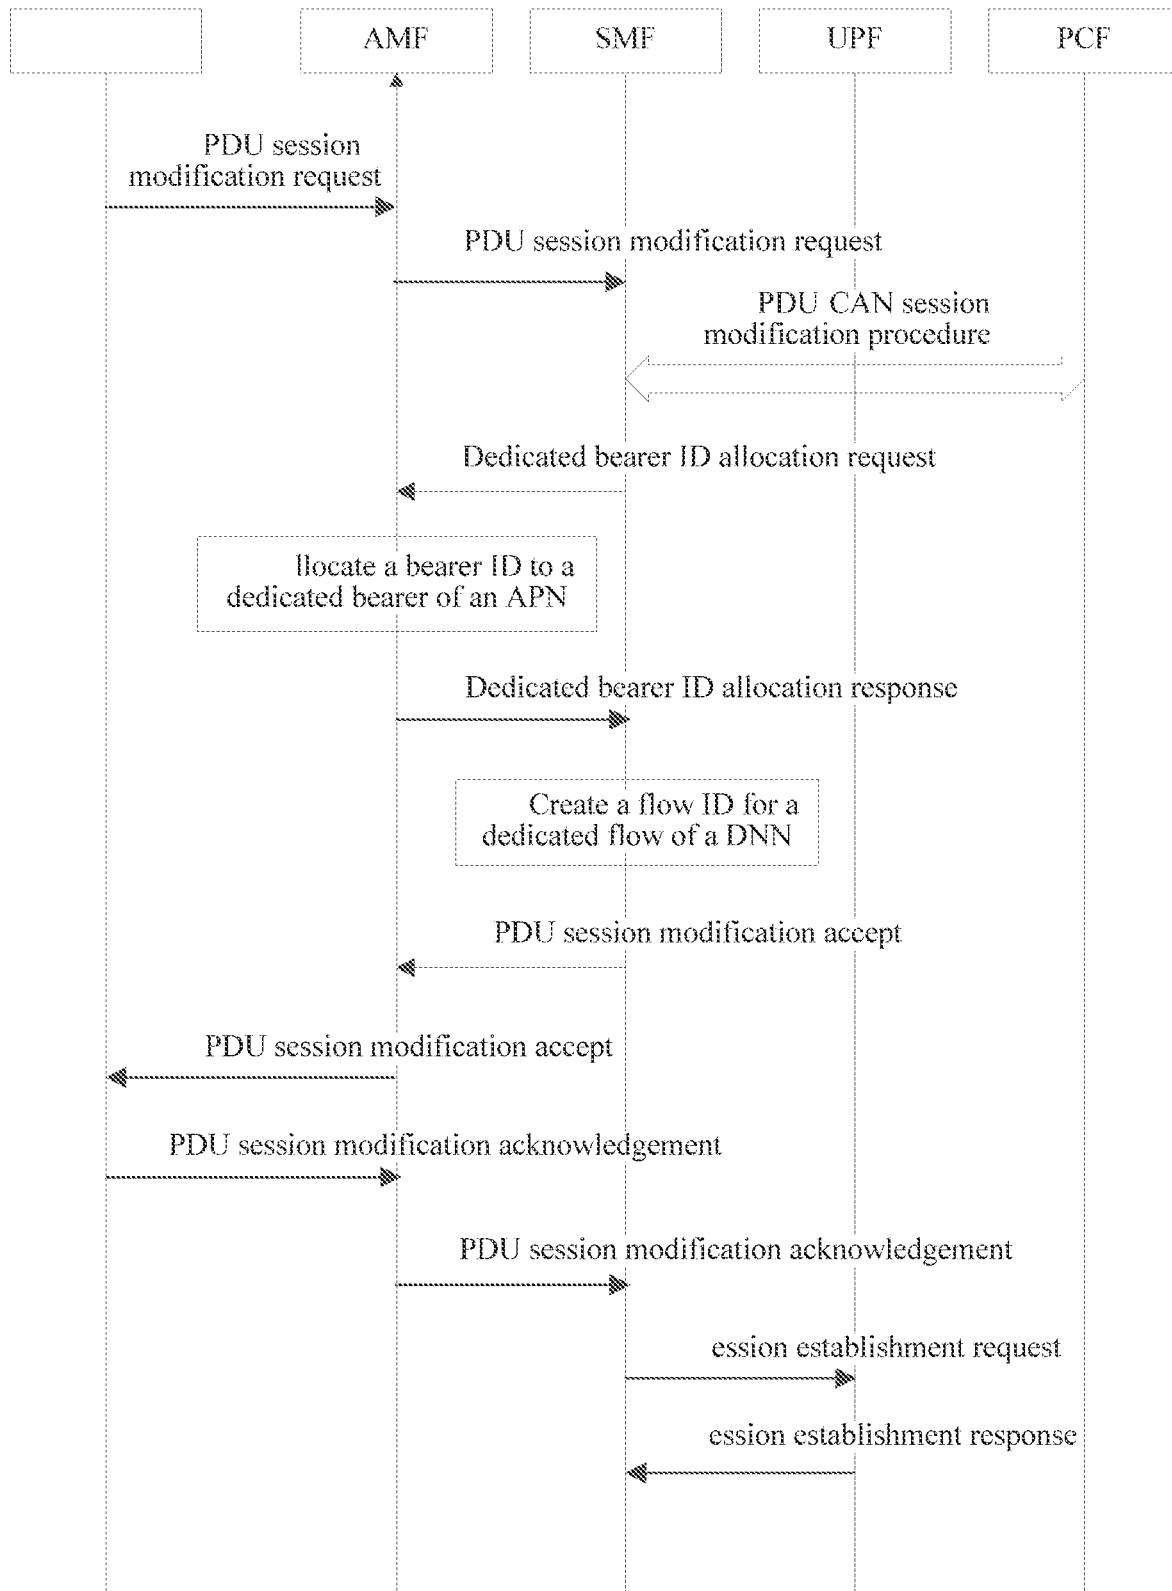 AMF
SMF
UPF
PCF
PDU session
modification request
PDU session modification request
PDU CAN session
modification procedure
Dedicated bearer ID allocation request
llocate a bearer ID to a
dedicated bearer of an APN
Dedicated bearer ID allocation response
Create a flow ID for a
dedicated flow of a DNN
PDU session modification accept
PDU session modification accept
PDU session modification acknowledgement
PDU session modification acknowledgement
ession establishment request
ession establishment response